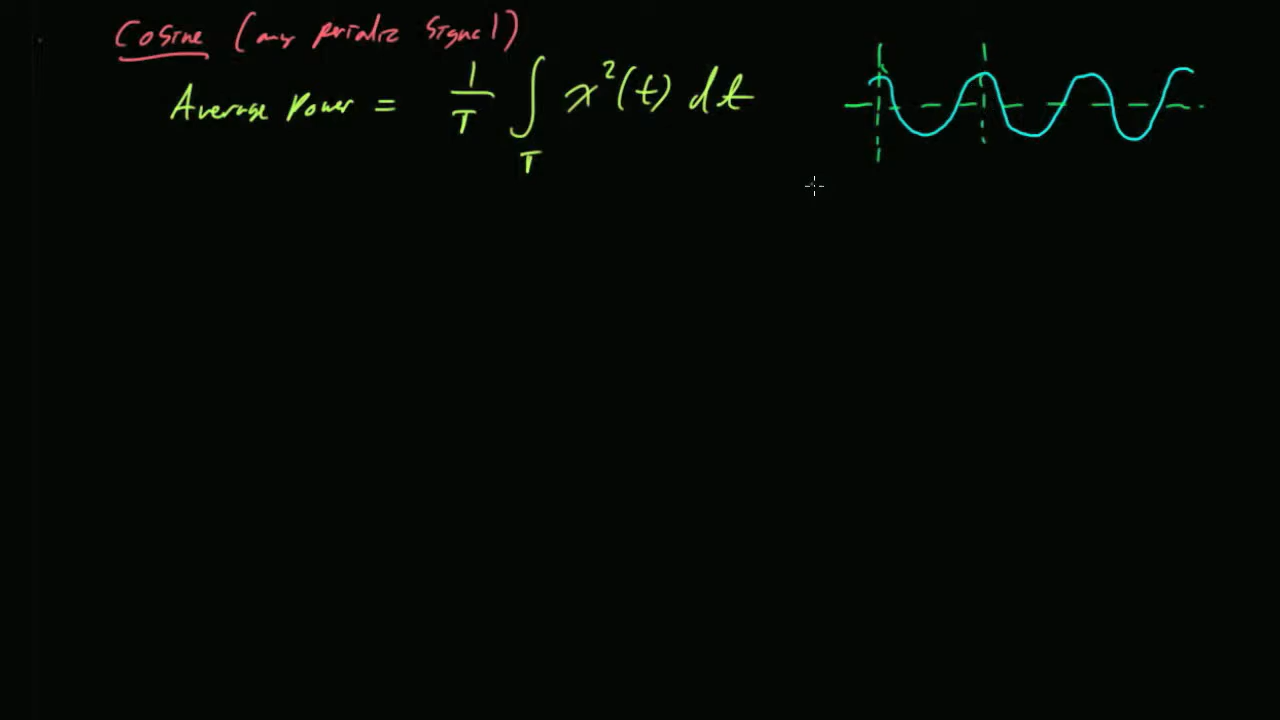 Cosine (any periodic signal)
Average Power = 1/T ∫_T x²(t) dt